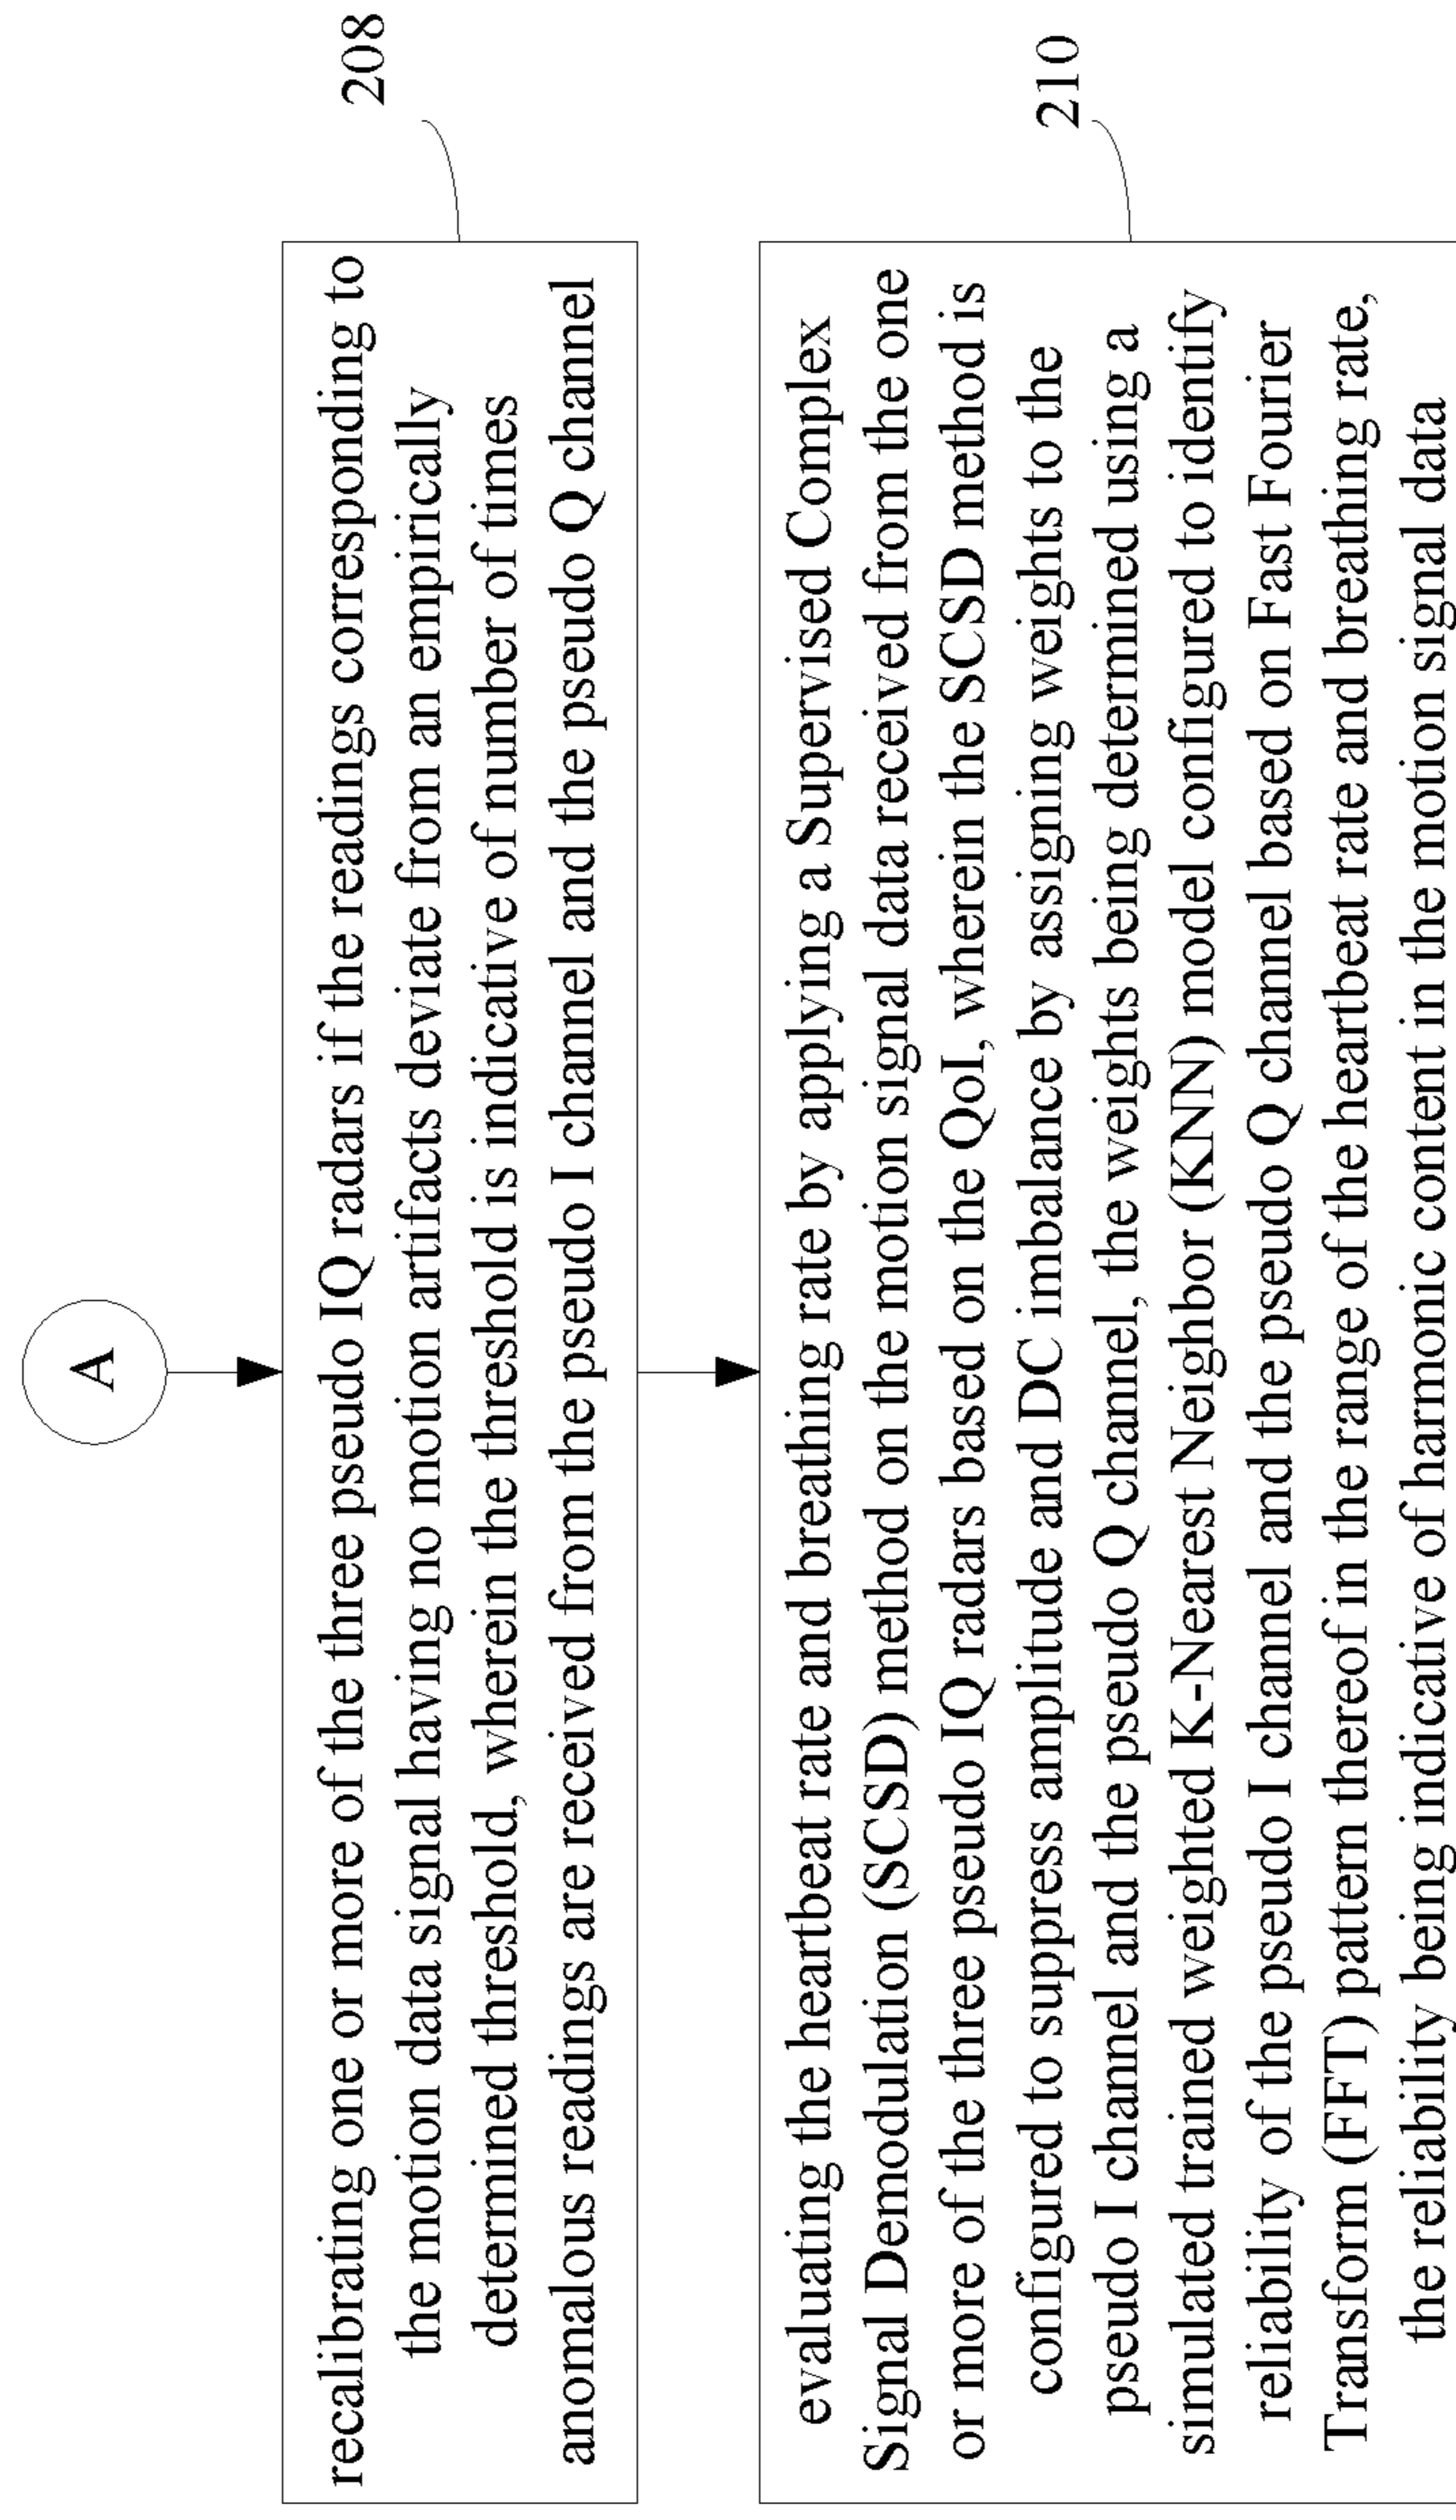 A
208
recalibrating one or more of the three pseudo IQ radars if the readings corresponding to
the motion data signal having no motion artifacts deviate from an empirically
determined threshold, wherein the threshold is indicative of number of times
anomalous readings are received from the pseudo I channel and the pseudo Q channel
210
evaluating the heartbeat rate and breathing rate by applying a Supervised Complex
Signal Demodulation (SCSD) method on the motion signal data received from the one
or more of the three pseudo IQ radars based on the QoI, wherein the SCSD method is
configured to suppress amplitude and DC imbalance by assigning weights to the
pseudo I channel and the pseudo Q channel, the weights being determined using a
simulated trained weighted K-Nearest Neighbor (KNN) model configured to identify
reliability of the pseudo I channel and the pseudo Q channel based on Fast Fourier
Transform (FFT) pattern thereof in the range of the heartbeat rate and breathing rate,
the reliability being indicative of harmonic content in the motion signal data